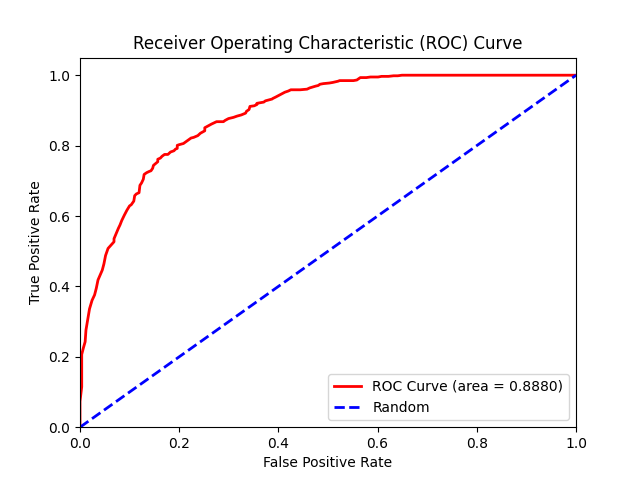 Receiver Operating Characteristic (ROC) Curve
True Positive Rate
1.0
0.8
0.6
0.4
0.2
0.0
ROC Curve (area = 0.8880)
Random
0.0 0.2 0.4 0.6 0.8 1.0
False Positive Rate